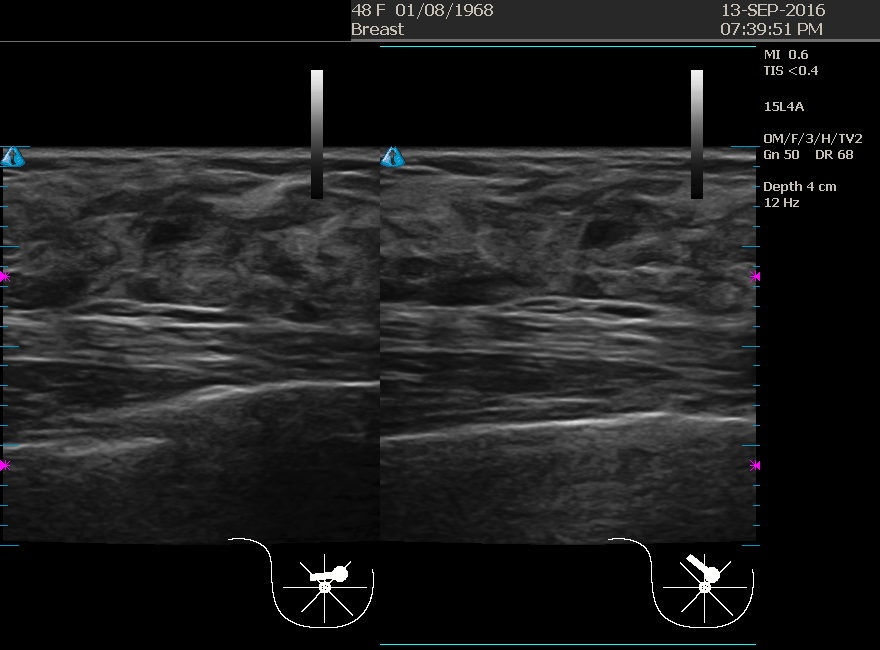 48 F 01/08/1968 13-SEP-2016
Breast 07:39:51 PM
MI 0.6
TIS <0.4
15L4A
OM/F/3/H/TV2
Gn 50 DR 68
Depth 4 cm
12 Hz